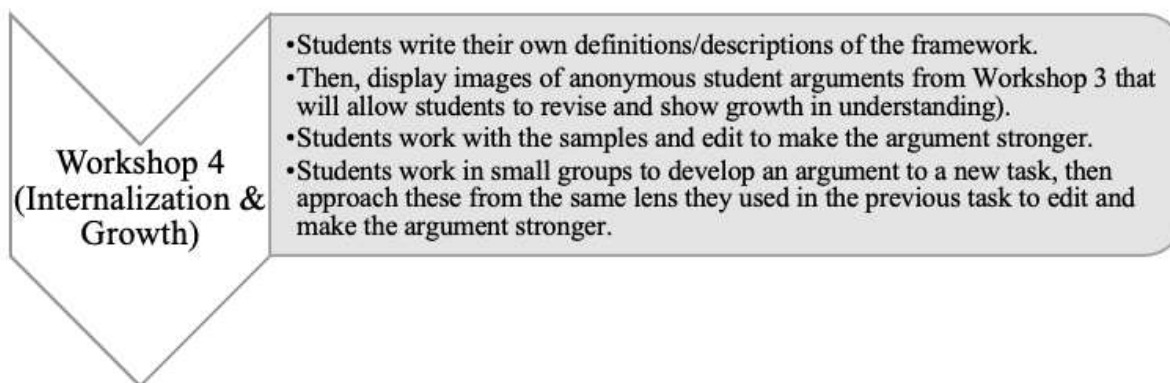 Workshop 4
(Internalization &
Growth)
•Students write their own definitions/descriptions of the framework.
•Then, display images of anonymous student arguments from Workshop 3 that
will allow students to revise and show growth in understanding).
•Students work with the samples and edit to make the argument stronger.
•Students work in small groups to develop an argument to a new task, then
approach these from the same lens they used in the previous task to edit and
make the argument stronger.